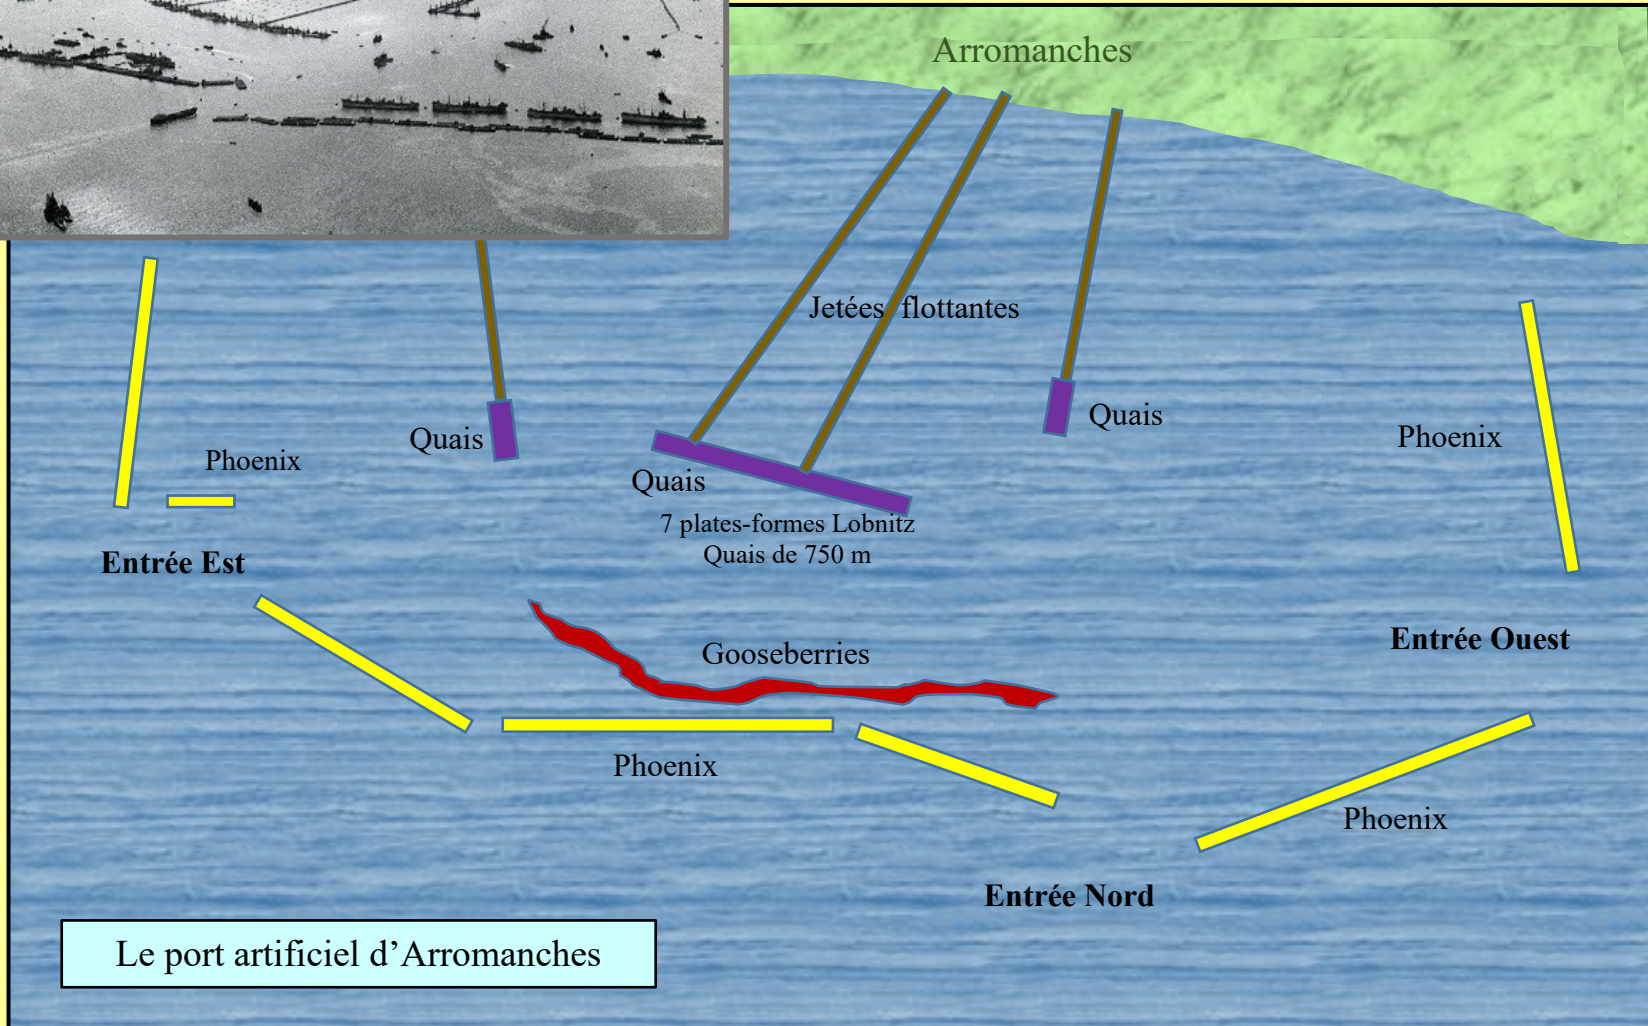 Arromanches
Jetées flottantes
Quais
Quais
Phoenix
Phoenix
Quais
7 plates-formes Lobnitz
Quais de 750 m
Entrée Est
Entrée Ouest
Gooseberries
Phoenix
Phoenix
Entrée Nord
Le port artificiel d’Arromanches